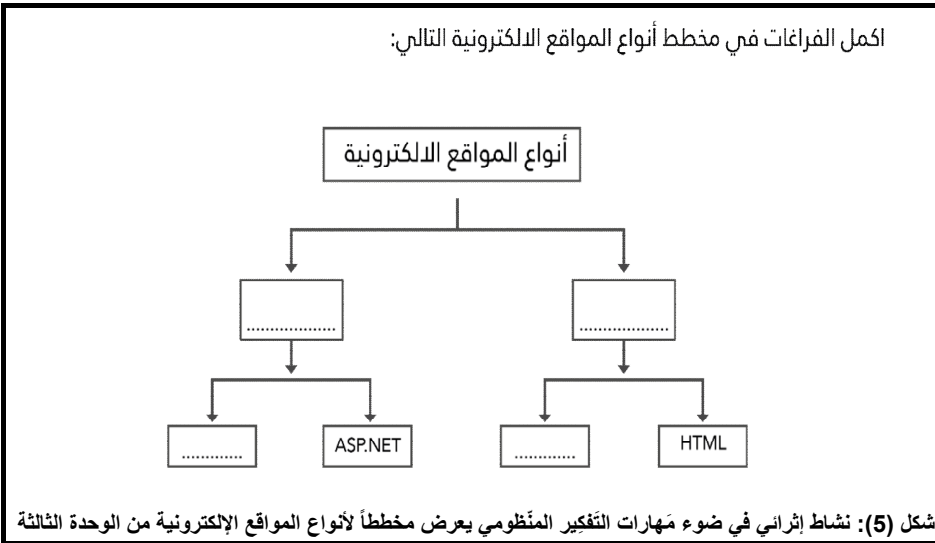 اكمل الفراغات في مخطط أنواع المواقع الالكترونية التالي:
أنواع المواقع الالكترونية
...................
...................
HTML
.............
ASP.NET
.............
شكل (5): نشاط إثرائي في ضوء مَهارات التَفكِير المنّظومي يعرض مخططاً لأنواع المواقع الإلكترونية من الوحدة الثالثة